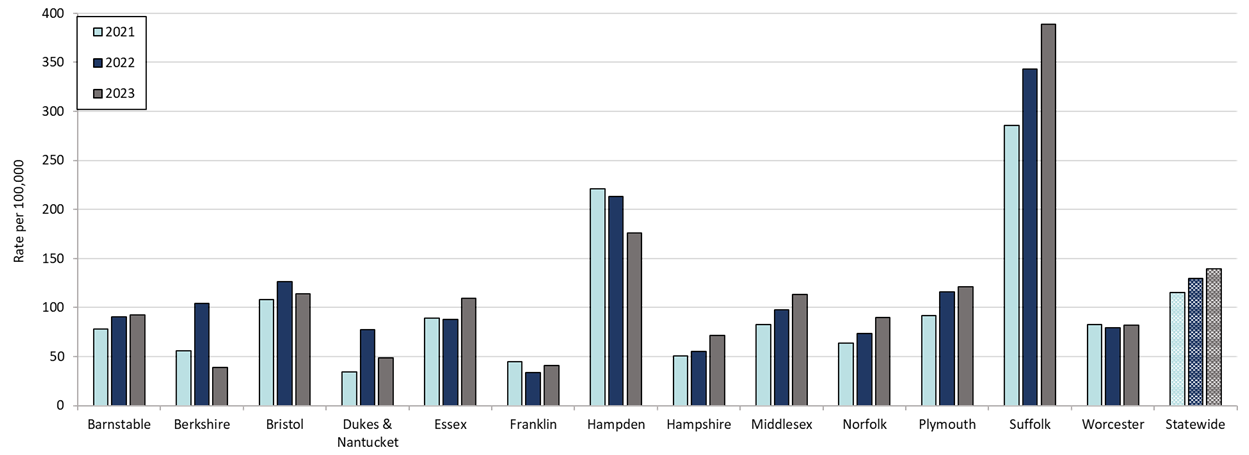 400
350
300
250
200
150
100
50
0
Rate per 100,000
2021
2022
2023
Barnstable
Berkshire
Bristol
Dukes &
Nantucket
Essex
Franklin
Hampden
Hampshire
Middlesex
Norfolk
Plymouth
Suffolk
Worcester
Statewide